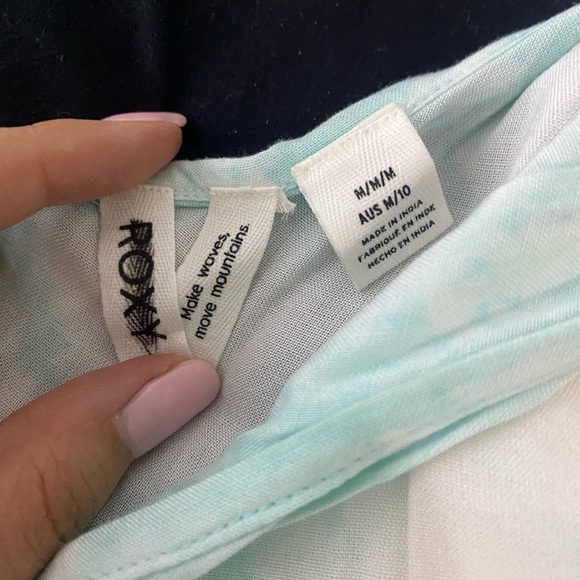 ROXY
Make waves,
move mountains.
M/M/M
AUS M/10
MADE IN INDIA
FABRIQUÉ EN INDE
HECHO EN INDIA